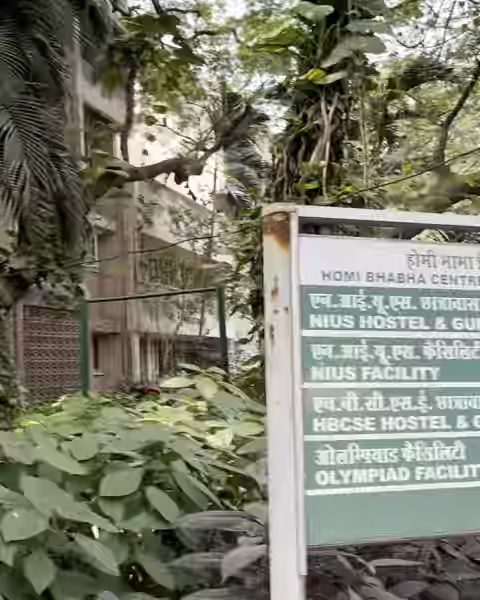 होमी भाभा
HOMI BHABHA CENTR
एन.आई.यू.एस. छात्रावास
NIUS HOSTEL & GU
एन.आई.यू.एस. फॅसिलिटी
NIUS FACILITY
एच.बी.सी.एस.ई. छात्रावा
HBCSE HOSTEL & G
ओलम्पियाड फॅसिलिटी
OLYMPIAD FACILIT